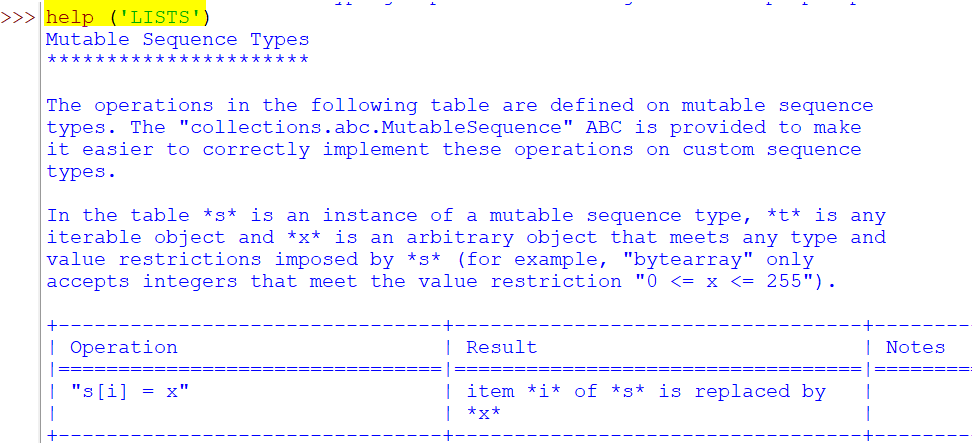 >>> help ('LISTS')
Mutable Sequence Types
**********************
The operations in the following table are defined on mutable sequence
types. The "collections.abc.MutableSequence" ABC is provided to make
it easier to correctly implement these operations on custom sequence
types.
In the table *s* is an instance of a mutable sequence type, *t* is any
iterable object and *x* is an arbitrary object that meets any type and
value restrictions imposed by *s* (for example, "bytearray" only
accepts integers that meet the value restriction "0 <= x <= 255").
+--------------------------------+----------------------------------+--------
| Operation | Result | Notes
|================================|==================================|========
| "s[i] = x" | item *i* of *s* is replaced by |
| | *x* |
+--------------------------------+----------------------------------+--------